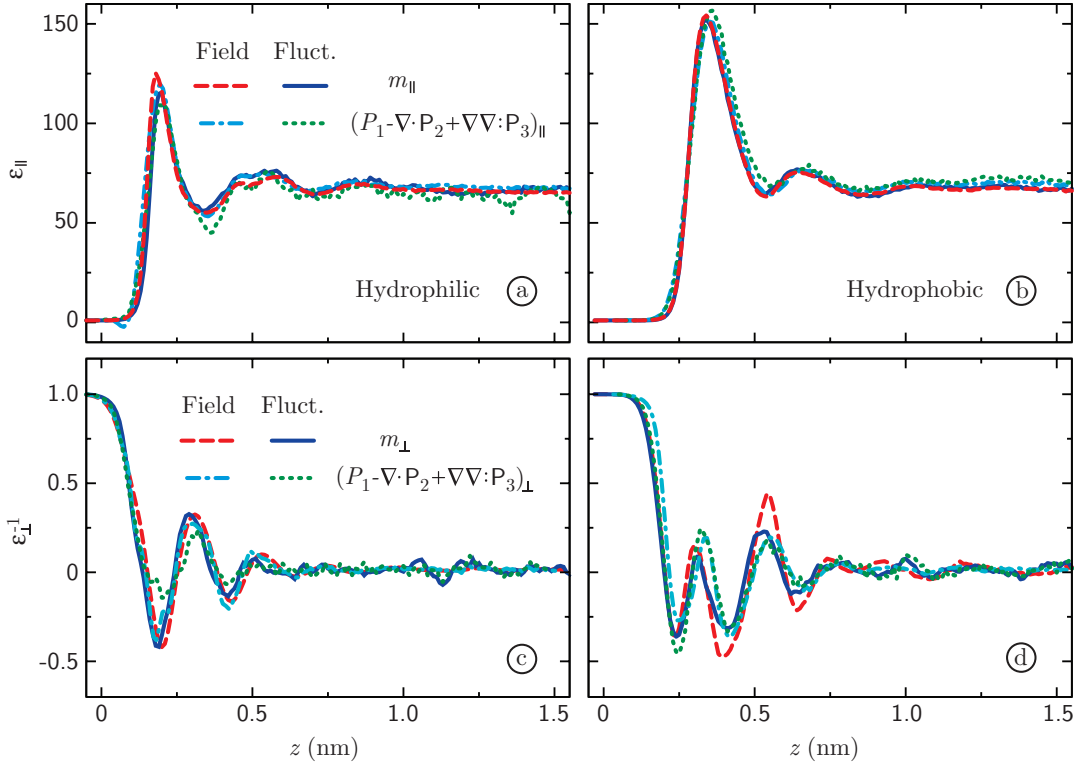 150
100
50
0
ε∥
Field Fluct.
m∥
(P₁-∇·P₂+∇∇:P₃)∥
Hydrophilic a
Hydrophobic b
1.0
0.5
0
-0.5
ε⊥⁻¹
Field Fluct.
m⊥
(P₁-∇·P₂+∇∇:P₃)⊥
c
d
0 0.5 1.0 1.5
0 0.5 1.0 1.5
z (nm)
z (nm)